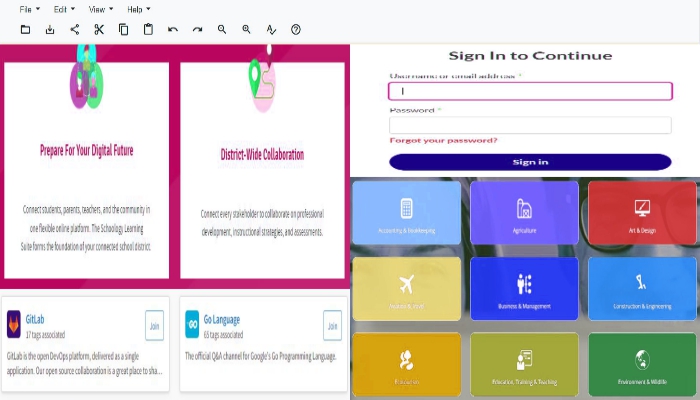 File Edit View Help
Prepare For Your Digital Future
Connect students, parents, teachers, and the community in
one flexible online platform. The Schoology Learning
Suite forms the foundation of your connected school district.
District-Wide Collaboration
Connect every stakeholder to collaborate on professional
development, instructional strategies, and assessments.
GitLab
17 tags associated
Join
GitLab is the open DevOps platform, delivered as a single
application. Our open source collaboration is a great place to sha...
Go Language
65 tags associated
Join
The official Q&A channel for Google's Go Programming Language.
Sign In to Continue
Username or email address *
Password *
Forgot your password?
Sign in
Accounting & Bookkeeping
Agriculture
Art & Design
Business & Management
Construction & Engineering
Education, Training & Teaching
Environment & Wildlife